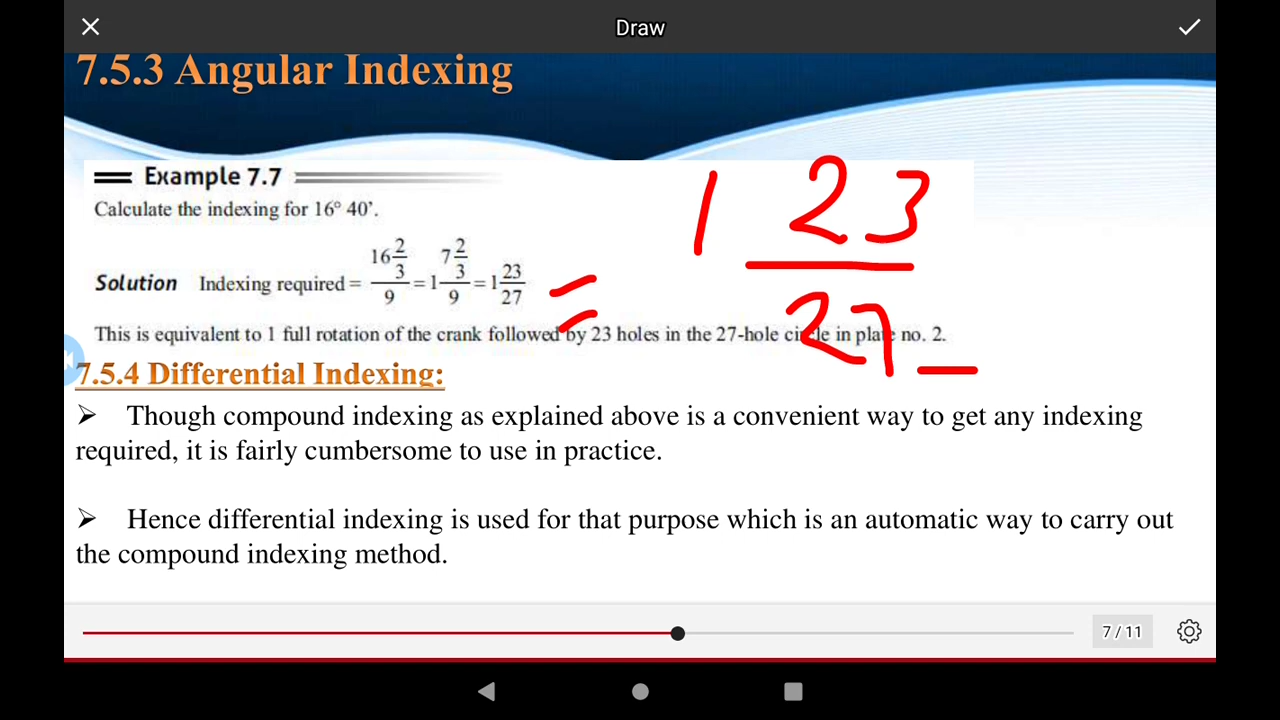 Draw
7.5.3 Angular Indexing
Example 7.7
Calculate the indexing for 16° 40’.
Solution Indexing required = 16 2/3 / 9 = 1 7 2/3 / 9 = 1 23/27 = 1 23/27
This is equivalent to 1 full rotation of the crank followed by 23 holes in the 27-hole circle in plate no. 2.
7.5.4 Differential Indexing:
➢ Though compound indexing as explained above is a convenient way to get any indexing
required, it is fairly cumbersome to use in practice.
➢ Hence differential indexing is used for that purpose which is an automatic way to carry out
the compound indexing method.
7 / 11